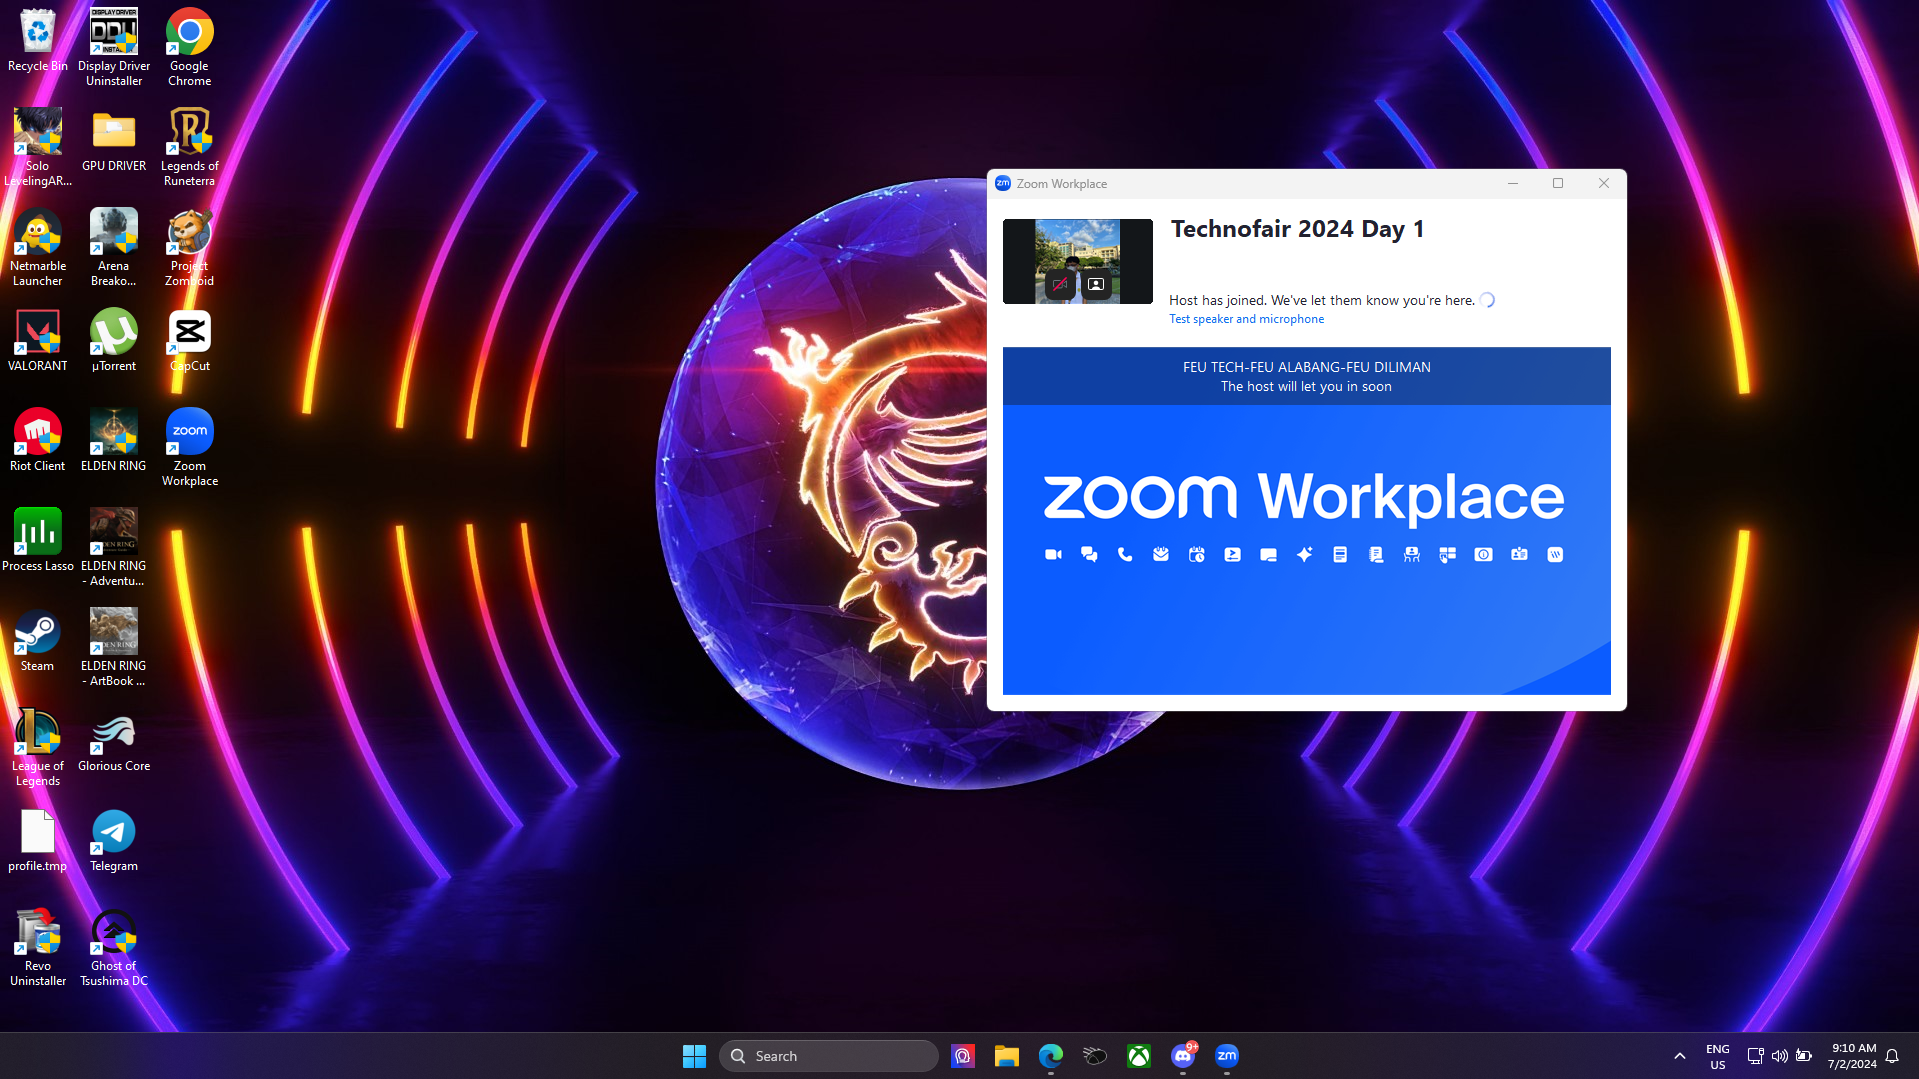 Recycle Bin
Display Driver
Uninstaller
Google
Chrome
Solo
LevelingAR...
GPU DRIVER
Legends of
Runeterra
Netmarble
Launcher
Arena
Breako...
Project
Zomboid
VALORANT
µTorrent
CapCut
Riot Client
ELDEN RING
zoom
Zoom
Workplace
Process Lasso
ELDEN RING
- Adventu...
Steam
ELDEN RING
- ArtBook ...
League of
Legends
Glorious Core
profile.tmp
Telegram
Revo
Uninstaller
Ghost of
Tsushima DC
zm
Zoom Workplace
Technofair 2024 Day 1
Host has joined. We've let them know you're here.
Test speaker and microphone
FEU TECH-FEU ALABANG-FEU DILIMAN
The host will let you in soon
zoom Workplace
Search
9+
zm
ENG
US
9:10 AM
7/2/2024